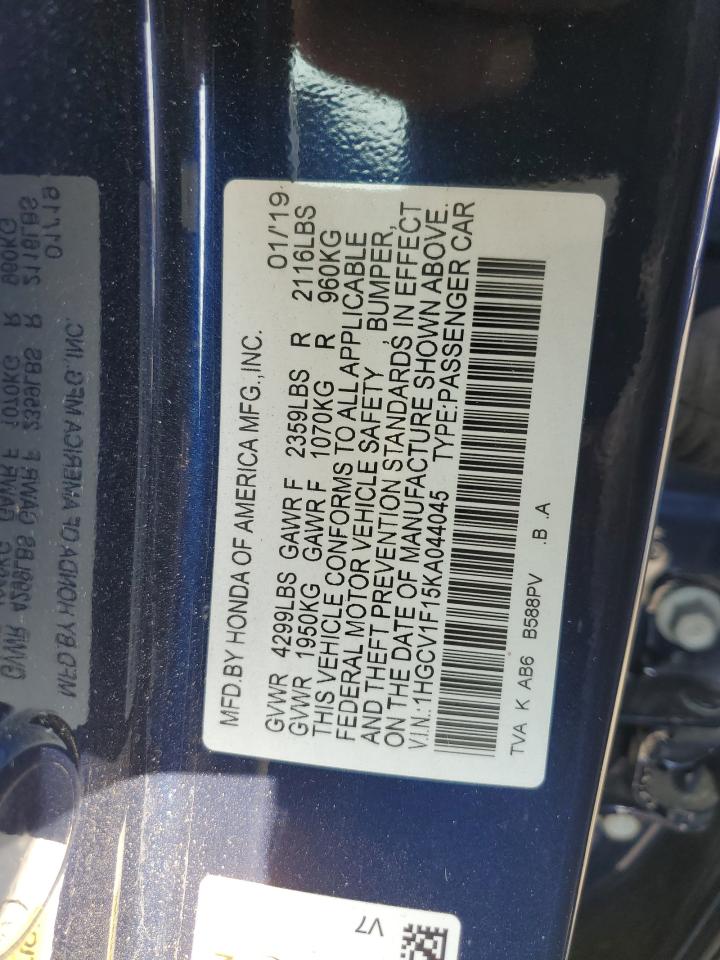 MFD.BY HONDA OF AMERICA MFG.,INC. 01/'19
GVWR 4299LBS GAWR F 2359LBS R 2116LBS
GVWR 1950KG GAWR F 1070KG R 960KG
THIS VEHICLE CONFORMS TO ALL APPLICABLE
FEDERAL MOTOR VEHICLE SAFETY , BUMPER,
AND THEFT PREVENTION STANDARDS IN EFFECT
ON THE DATE OF MANUFACTURE SHOWN ABOVE.
V.I.N.:1HGCV1F15KA044045 TYPE:PASSENGER CAR
TVA K AB6 B588PV .B .A
V7